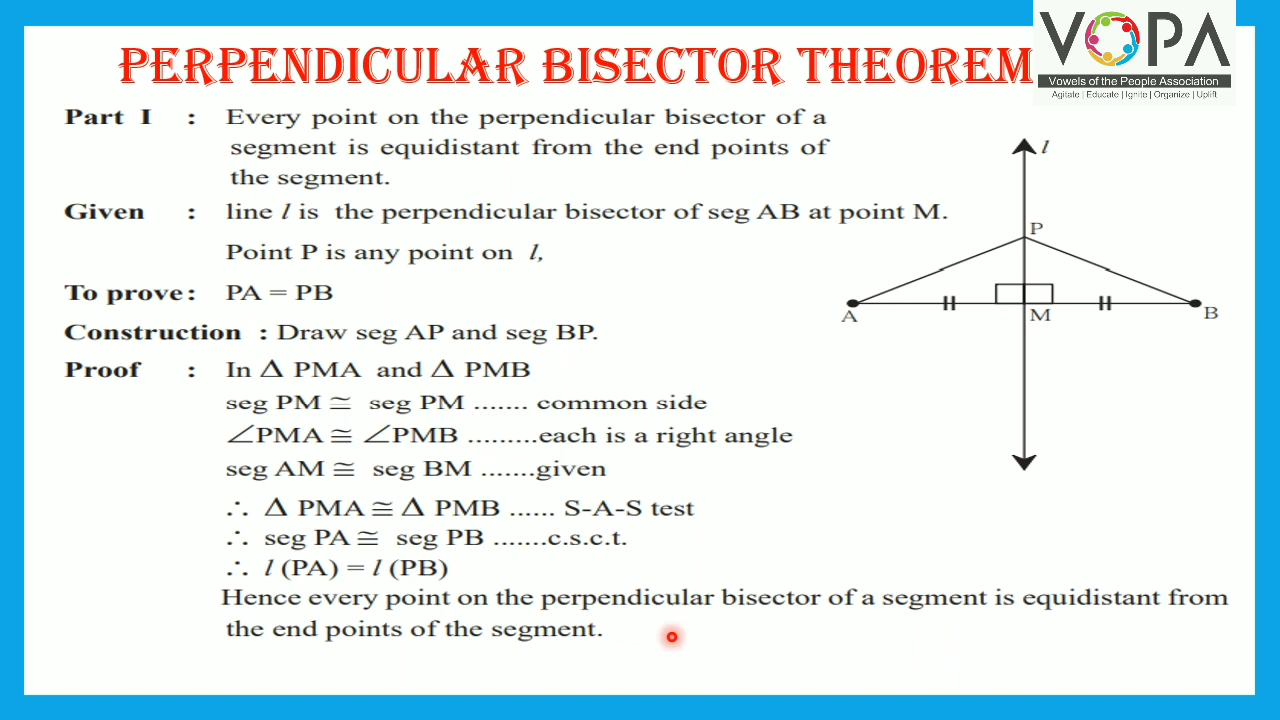 PERPENDICULAR BISECTOR THEOREM
VOPA
Vowels of the People Association
Agitate | Educate | Ignite | Organize | Uplift
Part I : Every point on the perpendicular bisector of a
segment is equidistant from the end points of
the segment.
Given : line l is the perpendicular bisector of seg AB at point M.
Point P is any point on l,
To prove : PA = PB
Construction : Draw seg AP and seg BP.
Proof : In Δ PMA and Δ PMB
seg PM ≅ seg PM ....... common side
∠PMA ≅ ∠PMB .........each is a right angle
seg AM ≅ seg BM .......given
∴ Δ PMA ≅ Δ PMB ...... S-A-S test
∴ seg PA ≅ seg PB .......c.s.c.t.
∴ l (PA) = l (PB)
Hence every point on the perpendicular bisector of a segment is equidistant from
the end points of the segment.
l
P
A
M
B